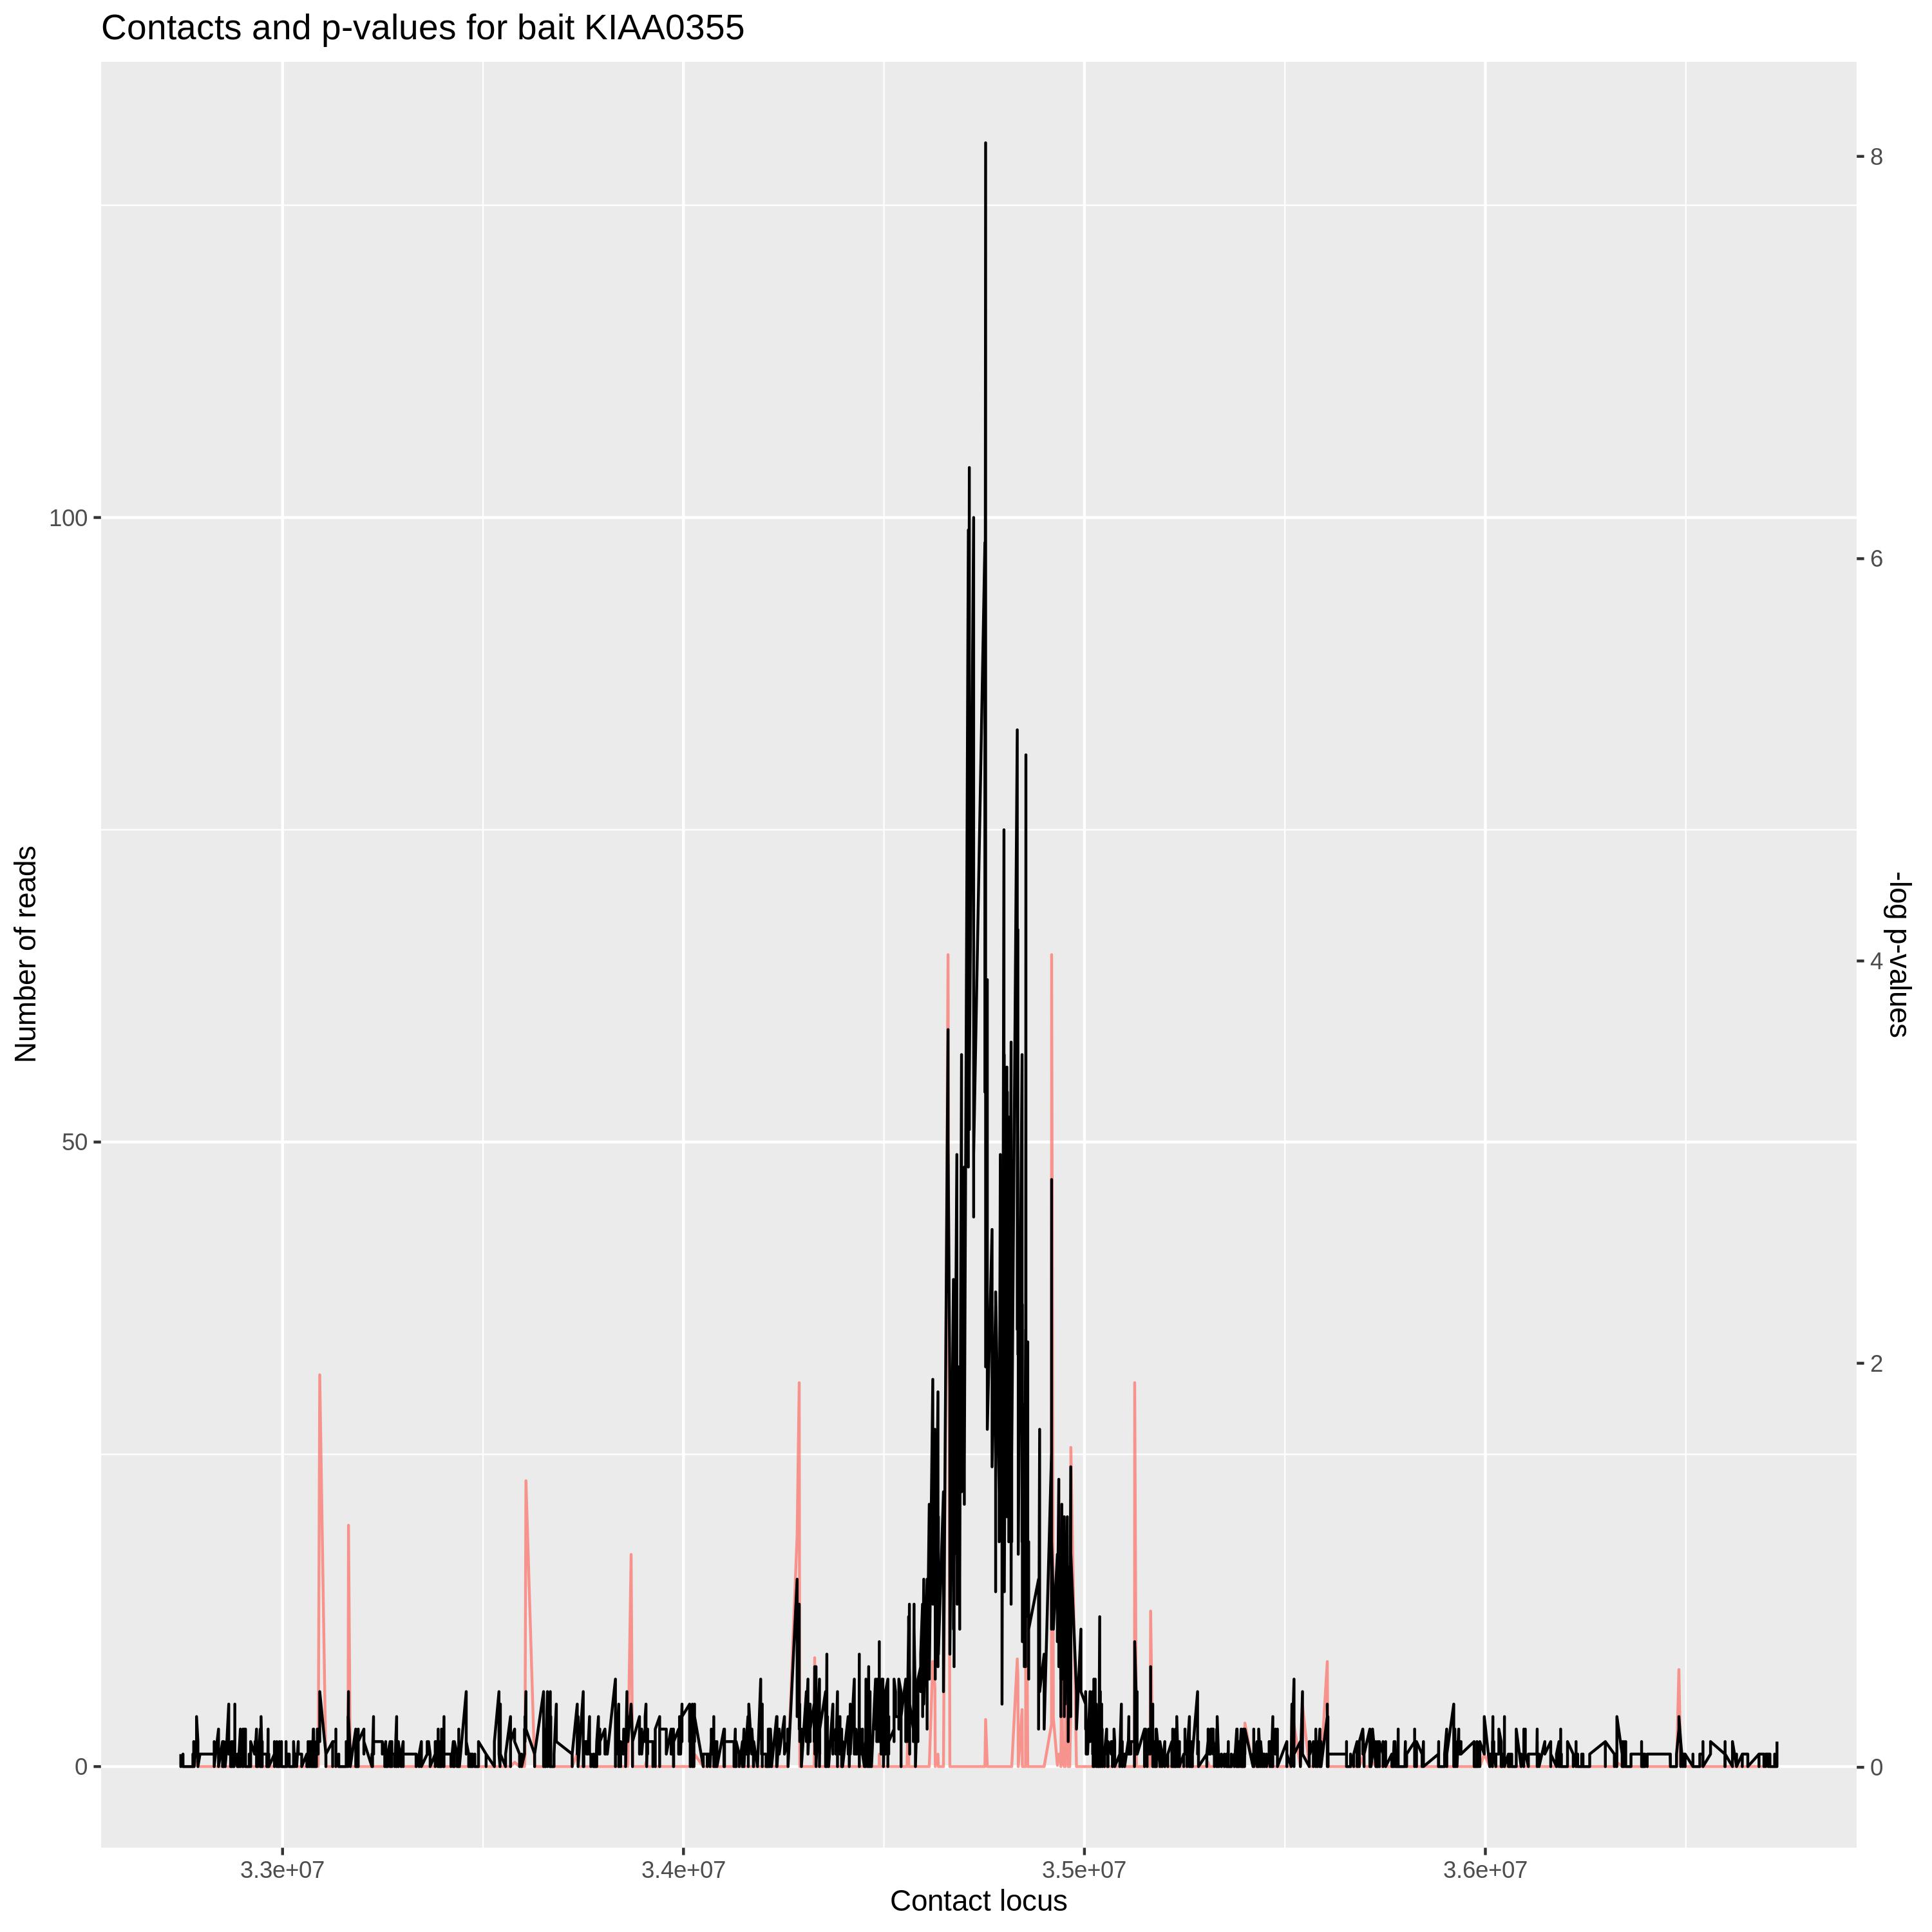 Contacts and p-values for bait KIAA0355
Number of reads
100
50
0
8
6
4
2
0
-log p-values
3.3e+07 3.4e+07 3.5e+07 3.6e+07
Contact locus